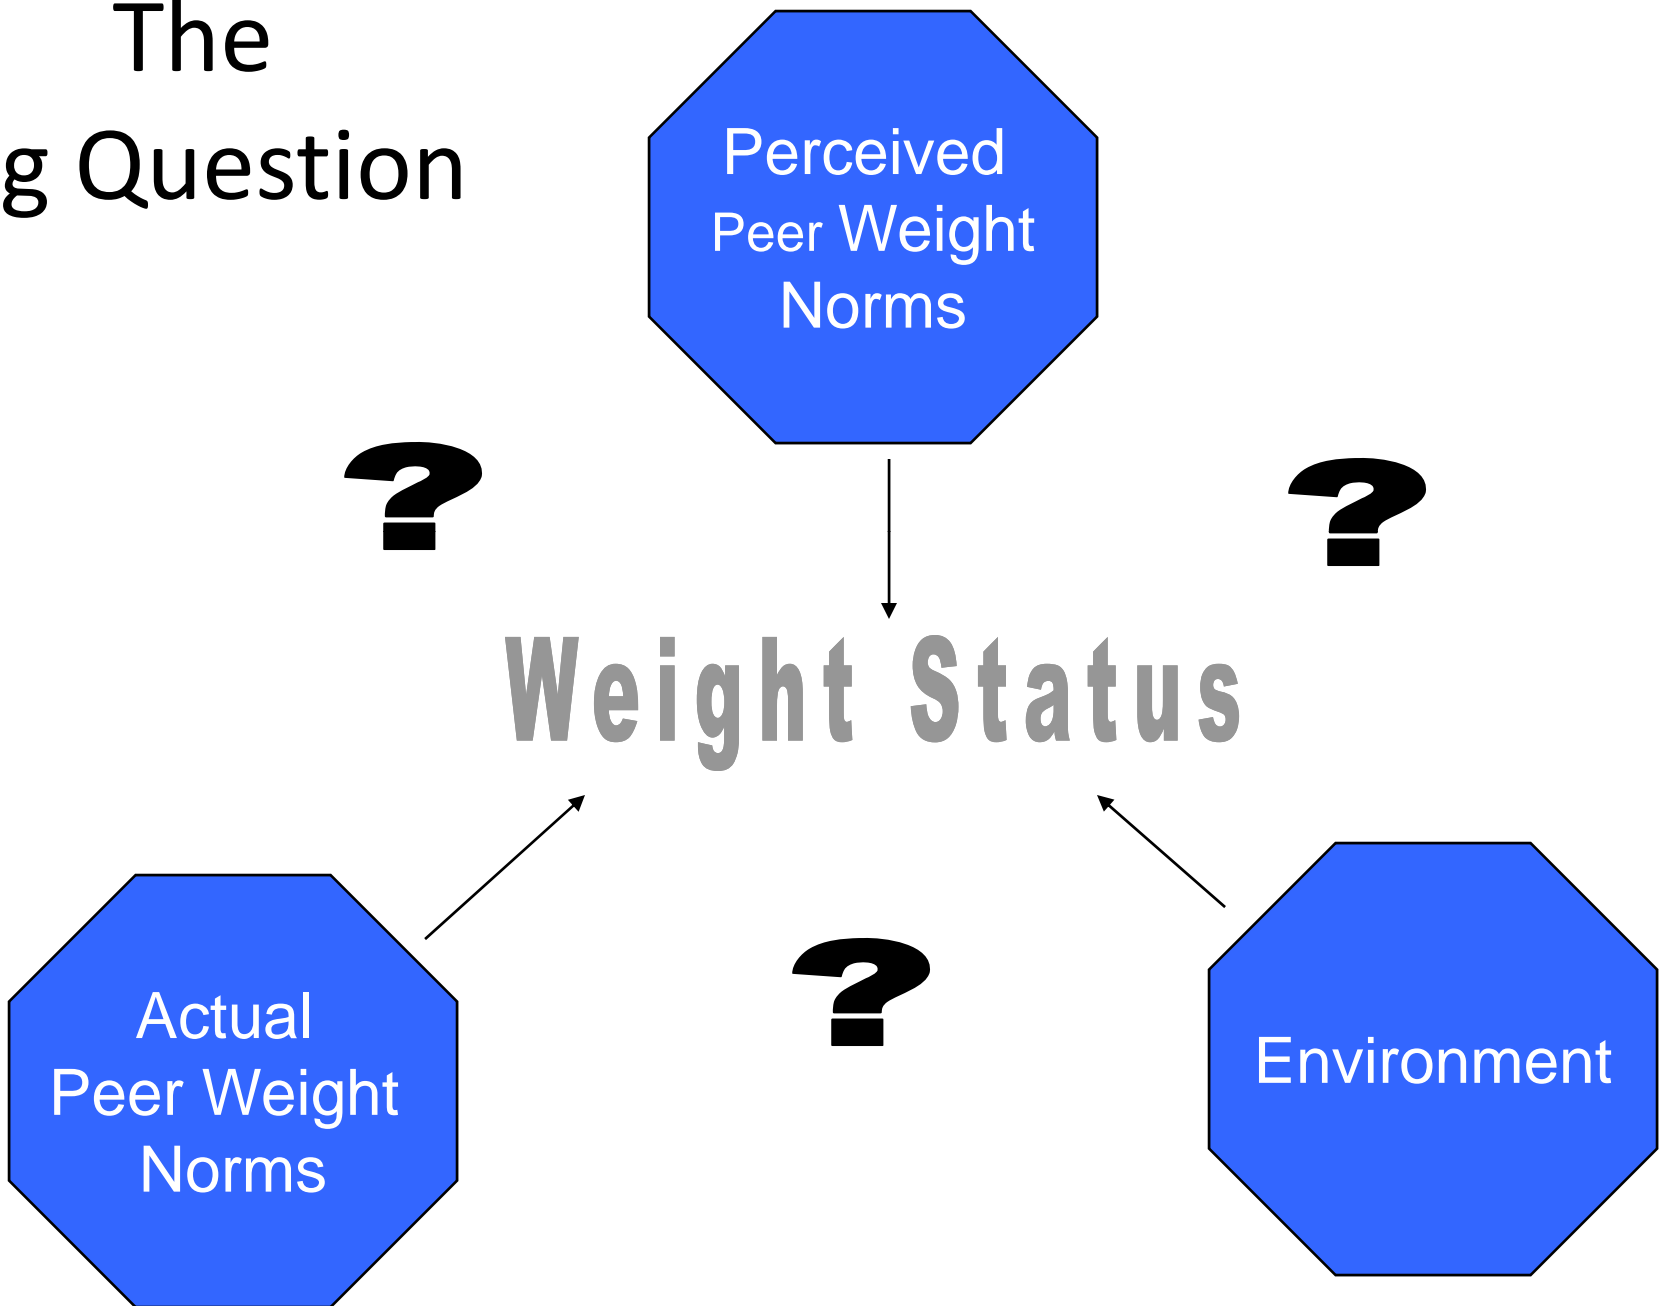 The
g Question
Perceived
Peer Weight
Norms
?
?
Weight Status
Actual
Peer Weight
Norms
?
Environment